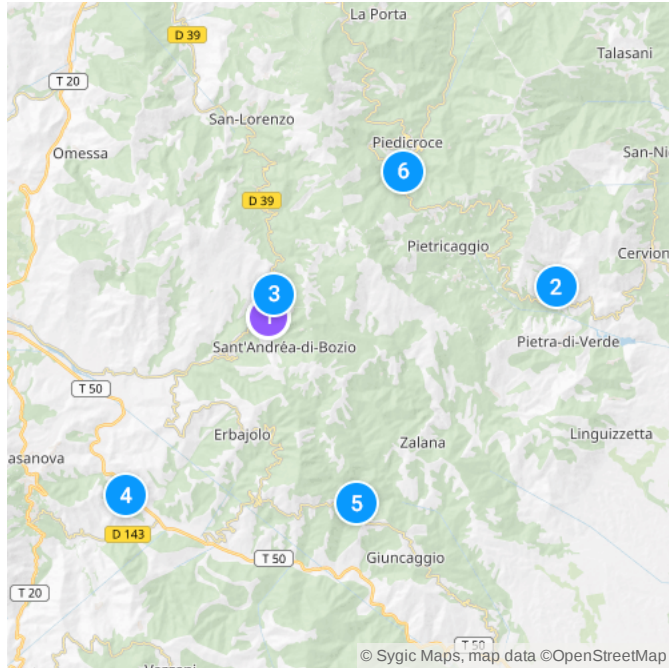 La Porta
D 39
Talasani
T 20
San-Lorenzo
Piedicroce
Omessa
San-Ni
6
D 39
Pietricaggio
Cervion
2
3
1
Sant'Andréa-di-Bozio
Pietra-di-Verde
T 50
Erbajolo
Zalana
Linguizzetta
asanova
4
5
D 143
T 50
Giuncaggio
T 20
T 50
© Sygic Maps, map data ©OpenStreetMap